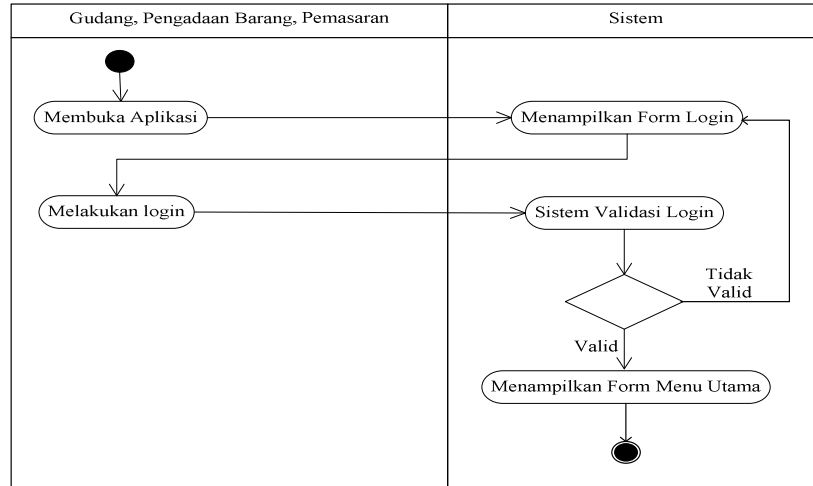 Gudang, Pengadaan Barang, Pemasaran
Sistem
Membuka Aplikasi
Menampilkan Form Login
Melakukan login
Sistem Validasi Login
Tidak
Valid
Valid
Menampilkan Form Menu Utama